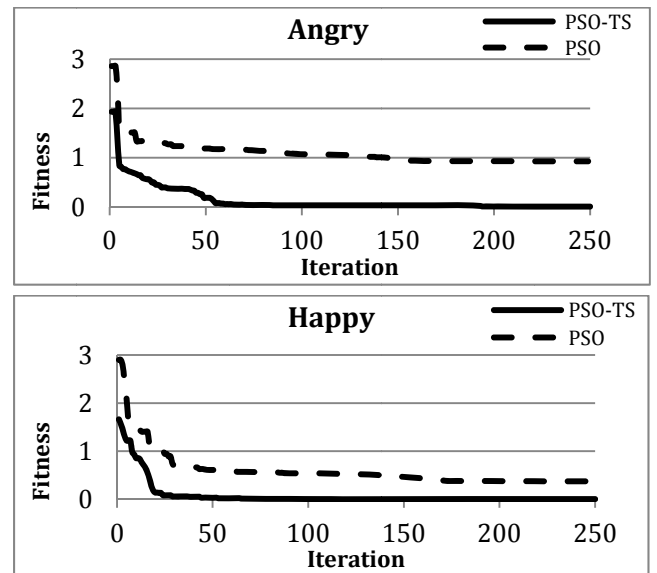 Angry
PSO-TS
PSO
3
2
1
0
Fitness
0 50 100 150 200 250
Iteration
Happy
PSO-TS
PSO
3
2
1
0
Fitness
0 50 100 150 200 250
Iteration